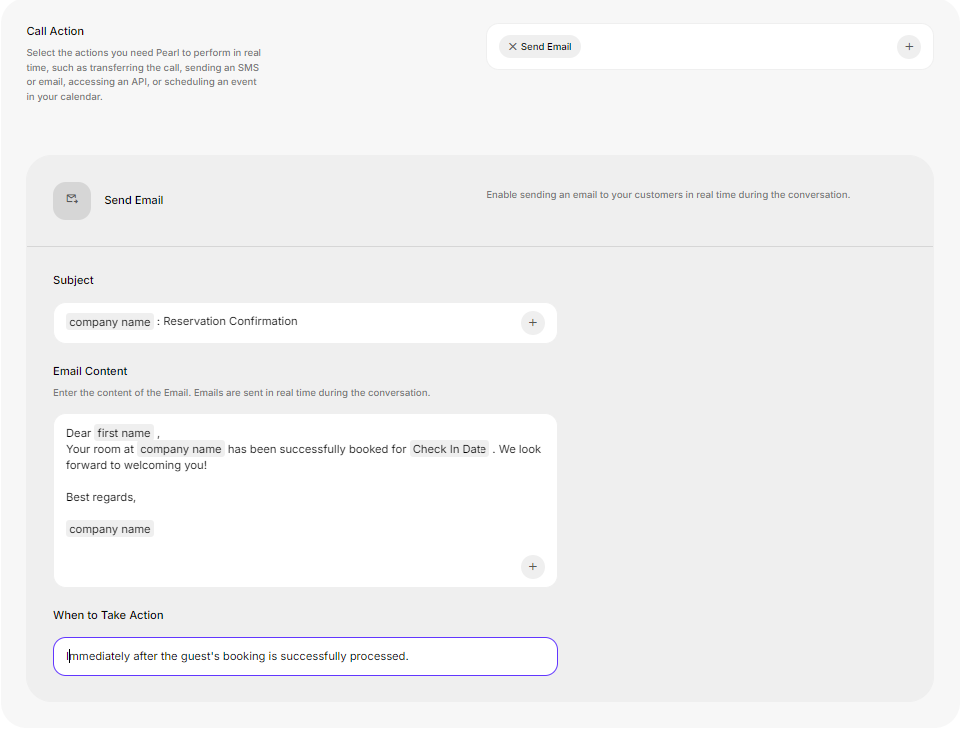 Call Action
Select the actions you need Pearl to perform in real
time, such as transferring the call, sending an SMS
or email, accessing an API, or scheduling an event
in your calendar.
Send Email
Send Email
Enable sending an email to your customers in real time during the conversation.
Subject
company name : Reservation Confirmation
Email Content
Enter the content of the Email. Emails are sent in real time during the conversation.
Dear first name ,
Your room at company name has been successfully booked for Check In Date . We look
forward to welcoming you!
Best regards,
company name
When to Take Action
Immediately after the guest's booking is successfully processed.